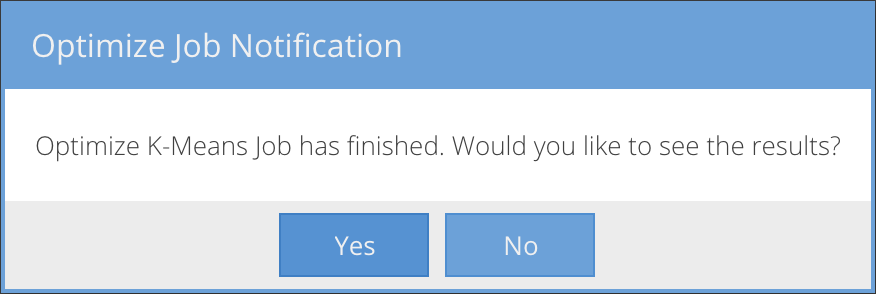 Optimize Job Notification
Optimize K-Means Job has finished. Would you like to see the results?
Yes
No